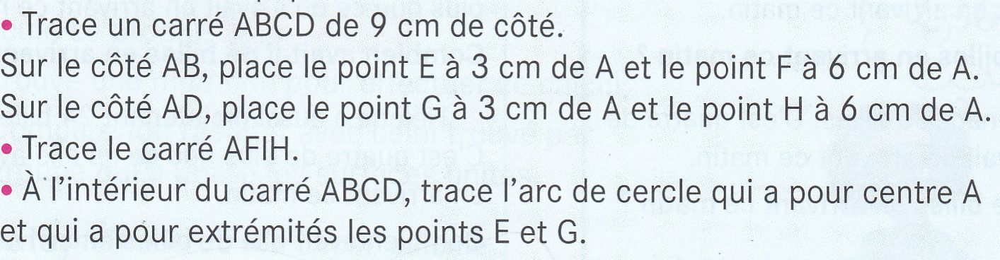 • Trace un carré ABCD de 9 cm de côté.
Sur le côté AB, place le point E à 3 cm de A et le point F à 6 cm de A.
Sur le côté AD, place le point G à 3 cm de A et le point H à 6 cm de A.
• Trace le carré AFIH.
• À l'intérieur du carré ABCD, trace l'arc de cercle qui a pour centre A
et qui a pour extrémités les points E et G.